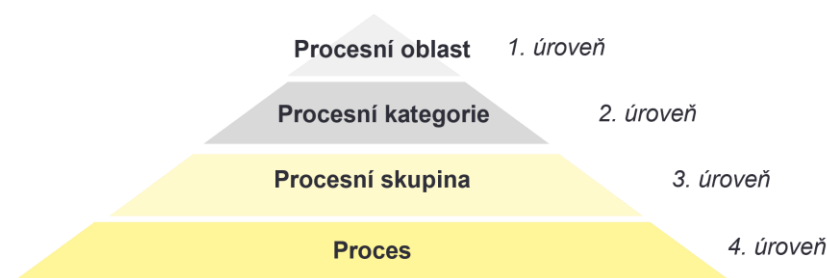 Procesní oblast 1. úroveň
Procesní kategorie 2. úroveň
Procesní skupina 3. úroveň
Proces 4. úroveň